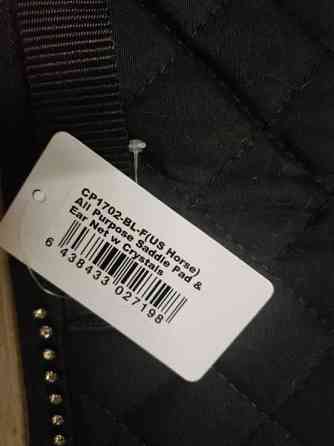 CP1702-BL-F(US Horse)
All Purpose Saddle Pad &
Ear Net w Crystals
6 438433 027198